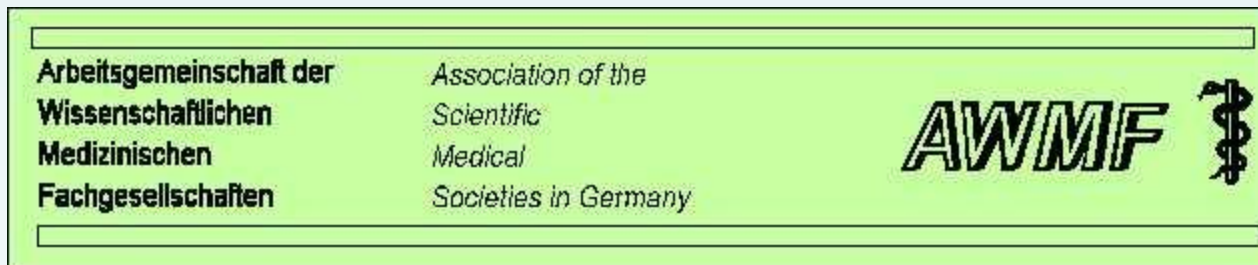 Arbeitsgemeinschaft der
Wissenschaftlichen
Medizinischen
Fachgesellschaften
Association of the
Scientific
Medical
Societies in Germany
AWMF